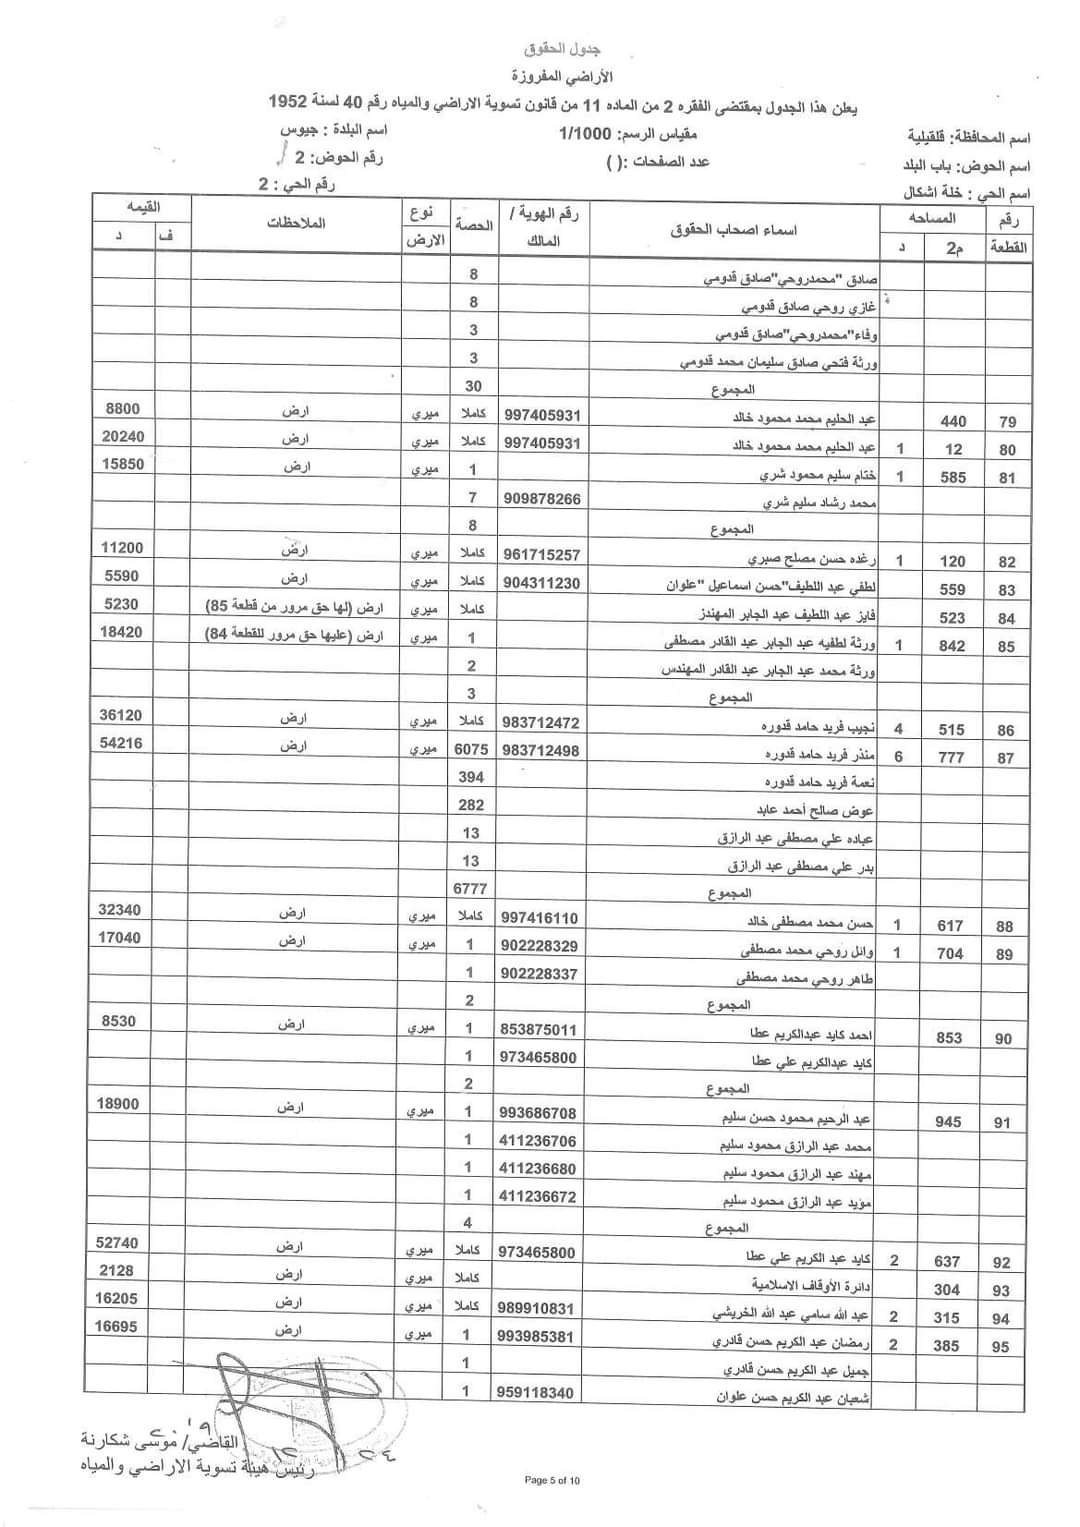 جدول الحقوق
الأراضي المفروزة
يعلن هذا الجدول بمقتضى الفقره 2 من الماده 11 من قانون تسوية الاراضي والمياه رقم 40 لسنة 1952
اسم المحافظة: قلقيلية مقياس الرسم: 1/1000 اسم البلدة : جيوس
اسم الحوض: باب البلد عدد الصفحات :( ) رقم الحوض: 2
اسم الحي : خلة اشكال رقم الحي : 2
رقم القطعة المساحه م2 د اسماء اصحاب الحقوق رقم الهوية / المالك الحصة نوع الارض الملاحظات القيمه ف د
صادق "محمدروحي"صادق قدومي 8
غازي روحي صادق قدومي 8
وفاء"محمدروحي"صادق قدومي 3
ورثة فتحي صادق سليمان محمد قدومي 3
المجموع 30
79 440 عبد الحليم محمد محمود خالد 997405931 كاملا ميري ارض 8800
80 12 1 عبد الحليم محمد محمود خالد 997405931 كاملا ميري ارض 20240
81 585 1 ختام سليم محمود شري 1 ميري ارض 15850
محمد رشاد سليم شري 909878266 7
المجموع 8
82 120 1 رغده حسن مصلح صبري 961715257 كاملا ميري ارض 11200
83 559 لطفي عبد اللطيف"حسن اسماعيل "علوان 904311230 كاملا ميري ارض 5590
84 523 فايز عبد اللطيف عبد الجابر المهندز كاملا ميري ارض (لها حق مرور من قطعة 85) 5230
85 842 1 ورثة لطفيه عبد الجابر عبد القادر مصطفى 1 ميري ارض (عليها حق مرور للقطعة 84) 18420
ورثة محمد عبد الجابر عبد القادر المهندس 2
المجموع 3
86 515 4 نجيب فريد حامد قدوره 983712472 كاملا ميري ارض 36120
87 777 6 منذر فريد حامد قدوره 983712498 6075 ميري ارض 54216
نعمة فريد حامد قدوره 394
عوض صالح أحمد عابد 282
عباده علي مصطفى عبد الرازق 13
بدر علي مصطفى عبد الرازق 13
المجموع 6777
88 617 1 حسن محمد مصطفى خالد 997416110 كاملا ميري ارض 32340
89 704 1 وائل روحي محمد مصطفى 902228329 1 ميري ارض 17040
طاهر روحي محمد مصطفى 902228337 1
المجموع 2
90 853 احمد كايد عبدالكريم عطا 853875011 1 ميري ارض 8530
كايد عبدالكريم علي عطا 973465800 1
المجموع 2
91 945 عبد الرحيم محمود حسن سليم 993686708 1 ميري ارض 18900
محمد عبد الرازق محمود سليم 411236706 1
مهند عبد الرازق محمود سليم 411236680 1
مؤيد عبد الرازق محمود سليم 411236672 1
المجموع 4
92 637 2 كايد عبد الكريم علي عطا 973465800 كاملا ميري ارض 52740
93 304 دائرة الأوقاف الاسلامية كاملا ميري ارض 2128
94 315 2 عبد الله سامي عبد الله الخريشي 989910831 كاملا ميري ارض 16205
95 385 2 رمضان عبد الكريم حسن قادري 993985381 1 ميري ارض 16695
جميل عبد الكريم حسن قادري 1
شعبان عبد الكريم حسن علوان 959118340 1
القاضي/ موسى شكارنة
رئيس هيئة تسوية الاراضي والمياه
Page 5 of 10